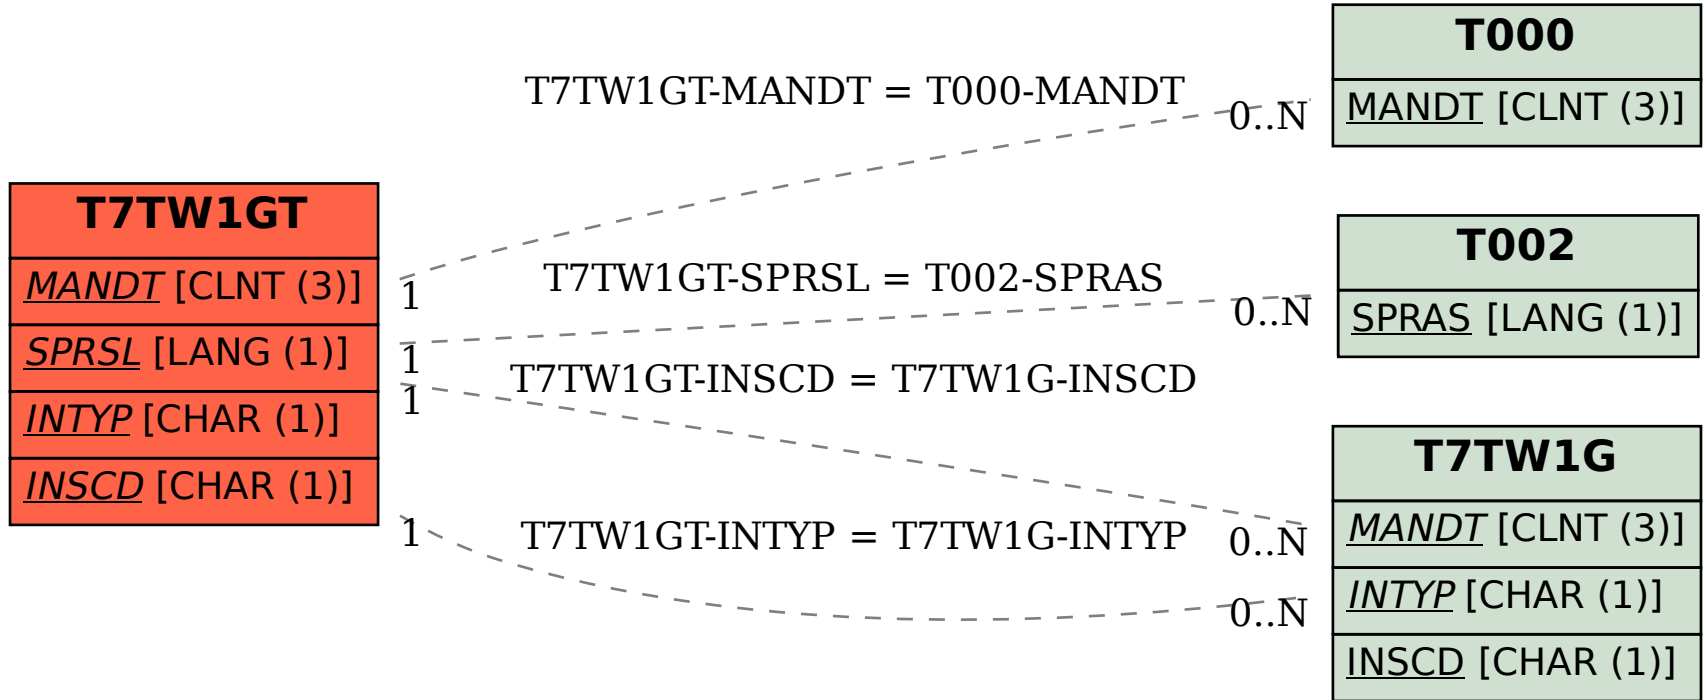 T7TW1GT
MANDT [CLNT (3)]
SPRSL [LANG (1)]
INTYP [CHAR (1)]
INSCD [CHAR (1)]
T7TW1GT-MANDT = T000-MANDT
0..N
1
T7TW1GT-SPRSL = T002-SPRAS
0..N
1
T7TW1GT-INSCD = T7TW1G-INSCD
1
0..N
T7TW1GT-INTYP = T7TW1G-INTYP
1
0..N
T000
MANDT [CLNT (3)]
T002
SPRAS [LANG (1)]
T7TW1G
MANDT [CLNT (3)]
INTYP [CHAR (1)]
INSCD [CHAR (1)]